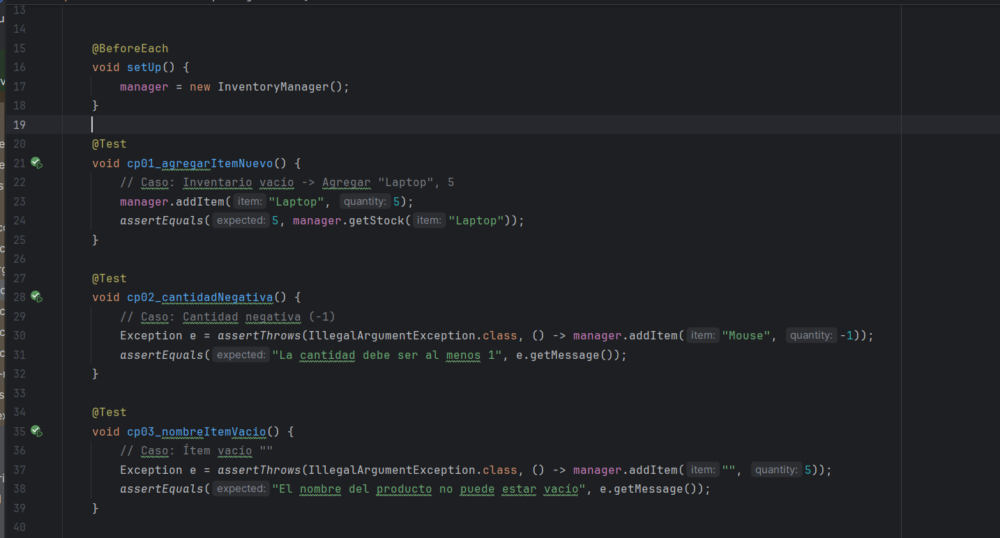 13
14
15 @BeforeEach
16 void setUp() {
17 manager = new InventoryManager();
18 }
19
20 @Test
21 void cp01_agregarItemNuevo() {
22 // Caso: Inventario vacío -> Agregar "Laptop", 5
23 manager.addItem( item: "Laptop", quantity: 5);
24 assertEquals( expected: 5, manager.getStock( item: "Laptop"));
25 }
26
27 @Test
28 void cp02_cantidadNegativa() {
29 // Caso: Cantidad negativa (-1)
30 Exception e = assertThrows(IllegalArgumentException.class, () -> manager.addItem( item: "Mouse", quantity: -1));
31 assertEquals( expected: "La cantidad debe ser al menos 1", e.getMessage());
32 }
33
34 @Test
35 void cp03_nombreItemVacio() {
36 // Caso: Ítem vacío ""
37 Exception e = assertThrows(IllegalArgumentException.class, () -> manager.addItem( item: "", quantity: 5));
38 assertEquals( expected: "El nombre del producto no puede estar vacío", e.getMessage());
39 }
40